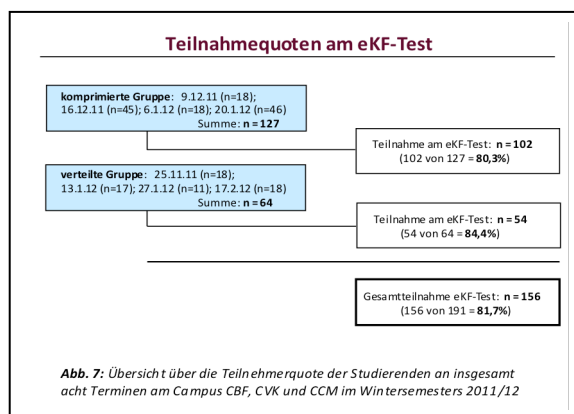 Teilnahmequoten am eKF-Test
komprimierte Gruppe: 9.12.11 (n=18);
16.12.11 (n=45); 6.1.12 (n=18); 20.1.12 (n=46)
Summe: n = 127
Teilnahme am eKF-Test: n = 102
(102 von 127 = 80,3%)
verteilte Gruppe: 25.11.11 (n=18);
13.1.12 (n=17); 27.1.12 (n=11); 17.2.12 (n=18)
Summe: n = 64
Teilnahme am eKF-Test: n = 54
(54 von 64 = 84,4%)
Gesamtteilnahme eKF-Test: n = 156
(156 von 191 = 81,7%)
Abb. 7: Übersicht über die Teilnehmerquote der Studierenden an insgesamt
acht Terminen am Campus CBF, CVK und CCM im Wintersemesters 2011/12